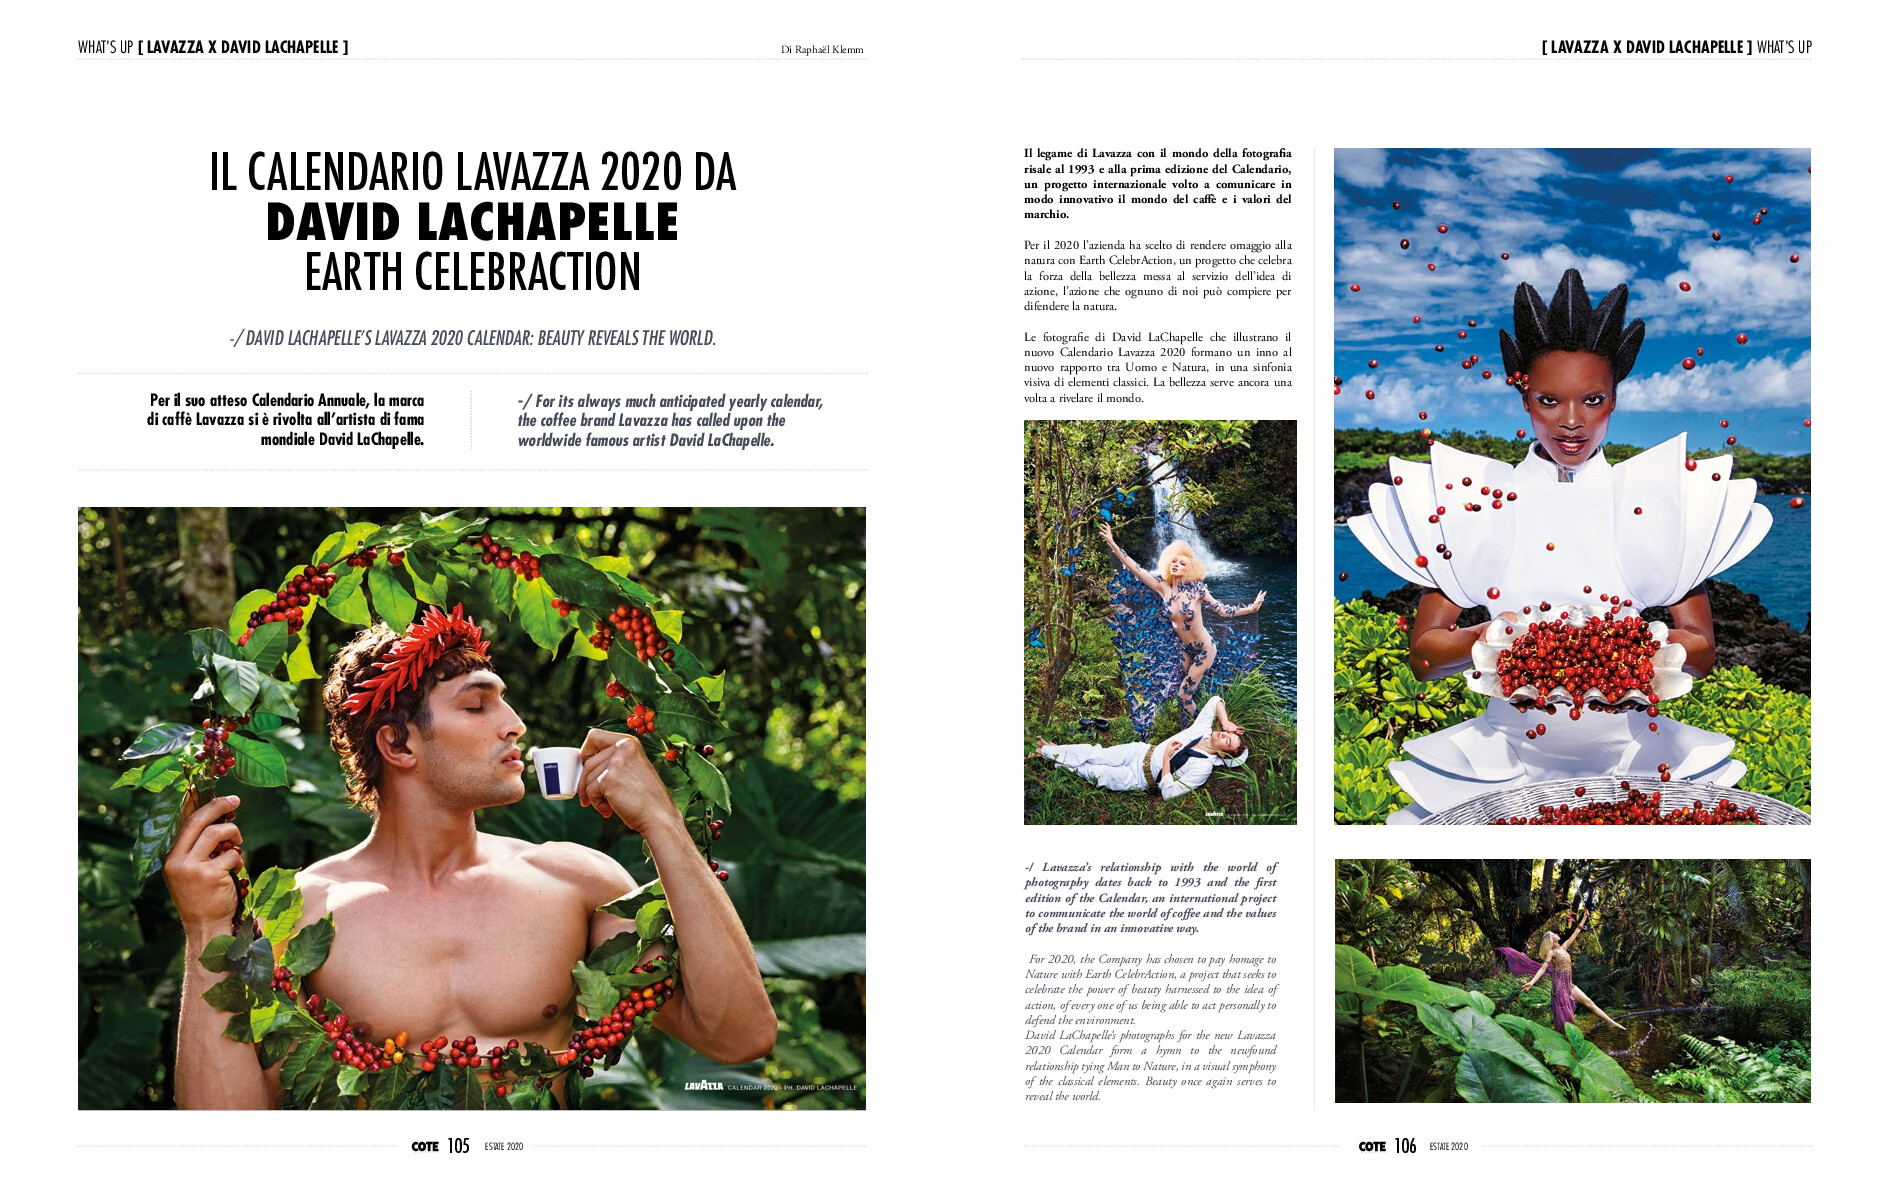 WHAT'S UP [ LAVAZZA X DAVID LACHAPELLE ]
Di Raphaël Klemm
IL CALENDARIO LAVAZZA 2020 DA
DAVID LACHAPELLE
EARTH CELEBRACTION
-/ DAVID LACHAPELLE'S LAVAZZA 2020 CALENDAR: BEAUTY REVEALS THE WORLD.
Per il suo atteso Calendario Annuale, la marca
di caffè Lavazza si è rivolta all'artista di fama
mondiale David LaChapelle.
-/ For its always much anticipated yearly calendar,
the coffee brand Lavazza has called upon the
worldwide famous artist David LaChapelle.
LAVAZZA CALENDAR 2020 - PH. DAVID LACHAPELLE
COTE 105 ESTATE 2020
[ LAVAZZA X DAVID LACHAPELLE ] WHAT'S UP
Il legame di Lavazza con il mondo della fotografia
risale al 1993 e alla prima edizione del Calendario,
un progetto internazionale volto a comunicare in
modo innovativo il mondo del caffè e i valori del
marchio.
Per il 2020 l'azienda ha scelto di rendere omaggio alla
natura con Earth CelebrAction, un progetto che celebra
la forza della bellezza messa al servizio dell'idea di
azione, l'azione che ognuno di noi può compiere per
difendere la natura.
Le fotografie di David LaChapelle che illustrano il
nuovo Calendario Lavazza 2020 formano un inno al
nuovo rapporto tra Uomo e Natura, in una sinfonia
visiva di elementi classici. La bellezza serve ancora una
volta a rivelare il mondo.
LAVAZZA
-/ Lavazza's relationship with the world of
photography dates back to 1993 and the first
edition of the Calendar, an international project
to communicate the world of coffee and the values
of the brand in an innovative way.
For 2020, the Company has chosen to pay homage to
Nature with Earth CelebrAction, a project that seeks to
celebrate the power of beauty harnessed to the idea of
action, of every one of us being able to act personally to
defend the environment.
David LaChapelle's photographs for the new Lavazza
2020 Calendar form a hymn to the newfound
relationship tying Man to Nature, in a visual symphony
of the classical elements. Beauty once again serves to
reveal the world.
COTE 106 ESTATE 2020